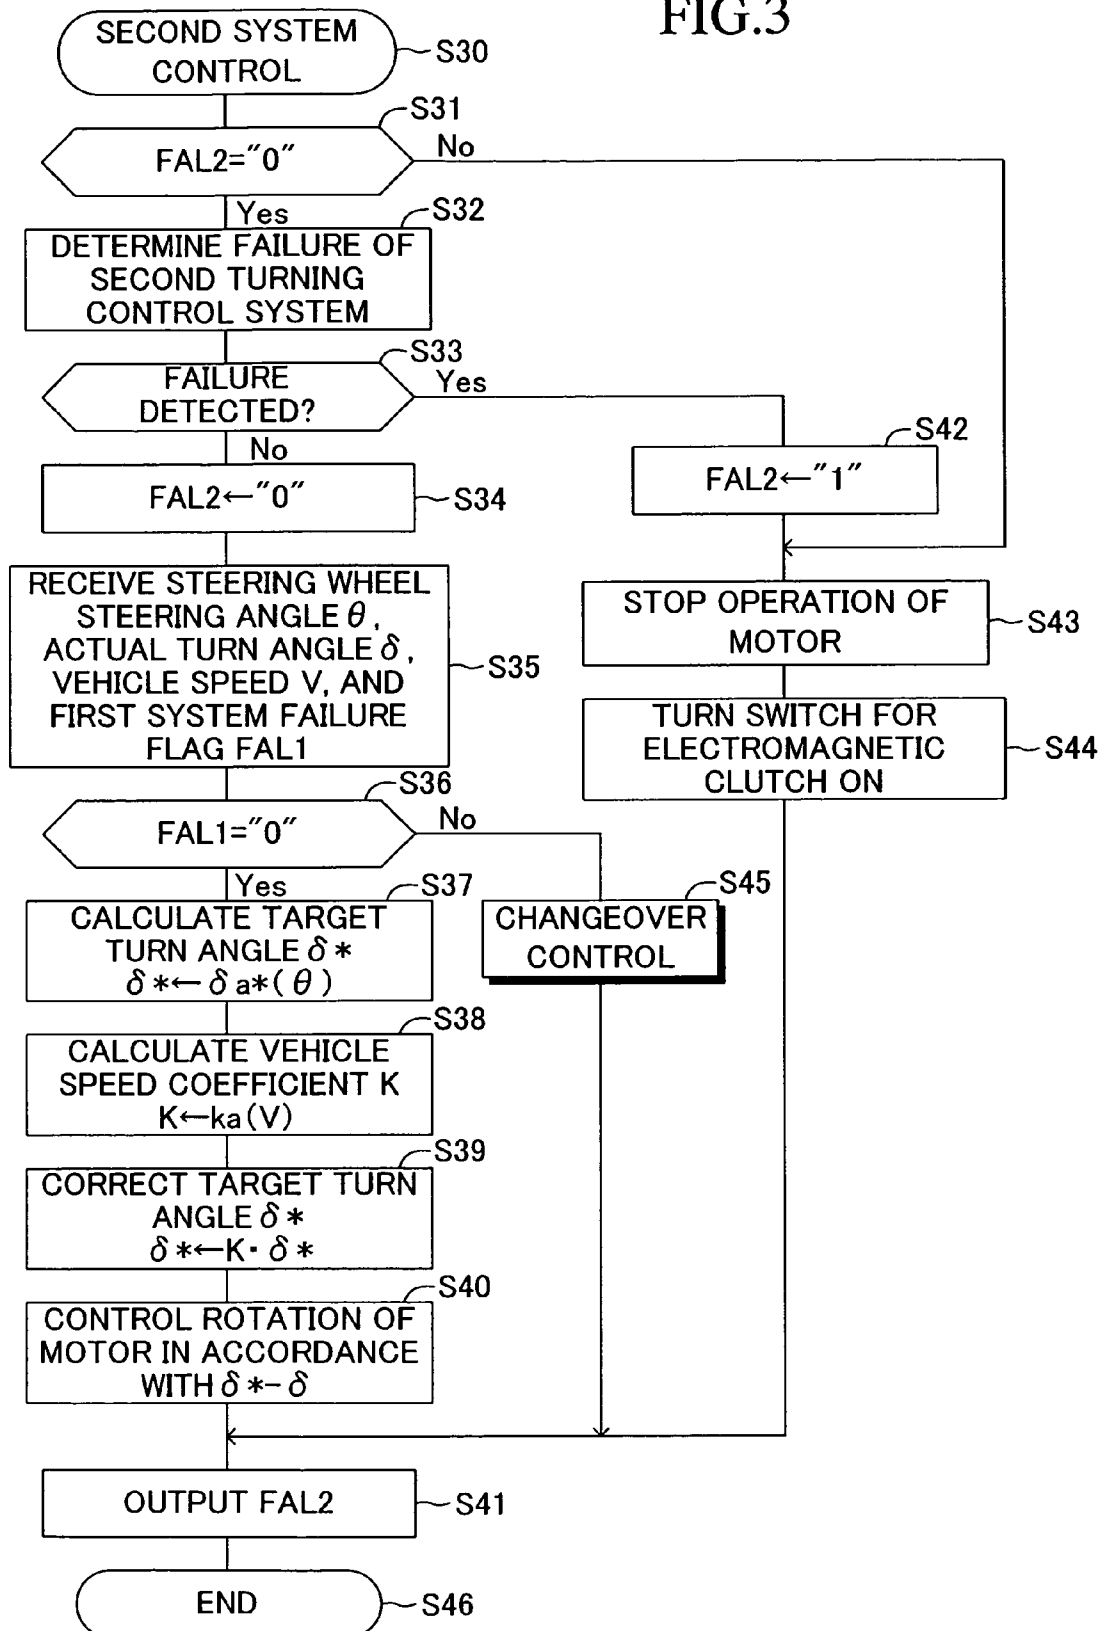 FIG.3
SECOND SYSTEM
CONTROL
S30
S31
FAL2="0"
No
Yes
S32
DETERMINE FAILURE OF
SECOND TURNING
CONTROL SYSTEM
S33
FAILURE
DETECTED?
Yes
No
S42
FAL2←"1"
FAL2←"0"
S34
RECEIVE STEERING WHEEL
STEERING ANGLE θ,
ACTUAL TURN ANGLE δ,
VEHICLE SPEED V, AND
FIRST SYSTEM FAILURE
FLAG FAL1
S35
STOP OPERATION OF
MOTOR
S43
TURN SWITCH FOR
ELECTROMAGNETIC
CLUTCH ON
S44
S36
FAL1="0"
No
Yes
S37
CALCULATE TARGET
TURN ANGLE δ*
δ*←δa*(θ)
S45
CHANGEOVER
CONTROL
S38
CALCULATE VEHICLE
SPEED COEFFICIENT K
K←ka(V)
S39
CORRECT TARGET TURN
ANGLE δ*
δ*←K·δ*
S40
CONTROL ROTATION OF
MOTOR IN ACCORDANCE
WITH δ*-δ
OUTPUT FAL2
S41
END
S46